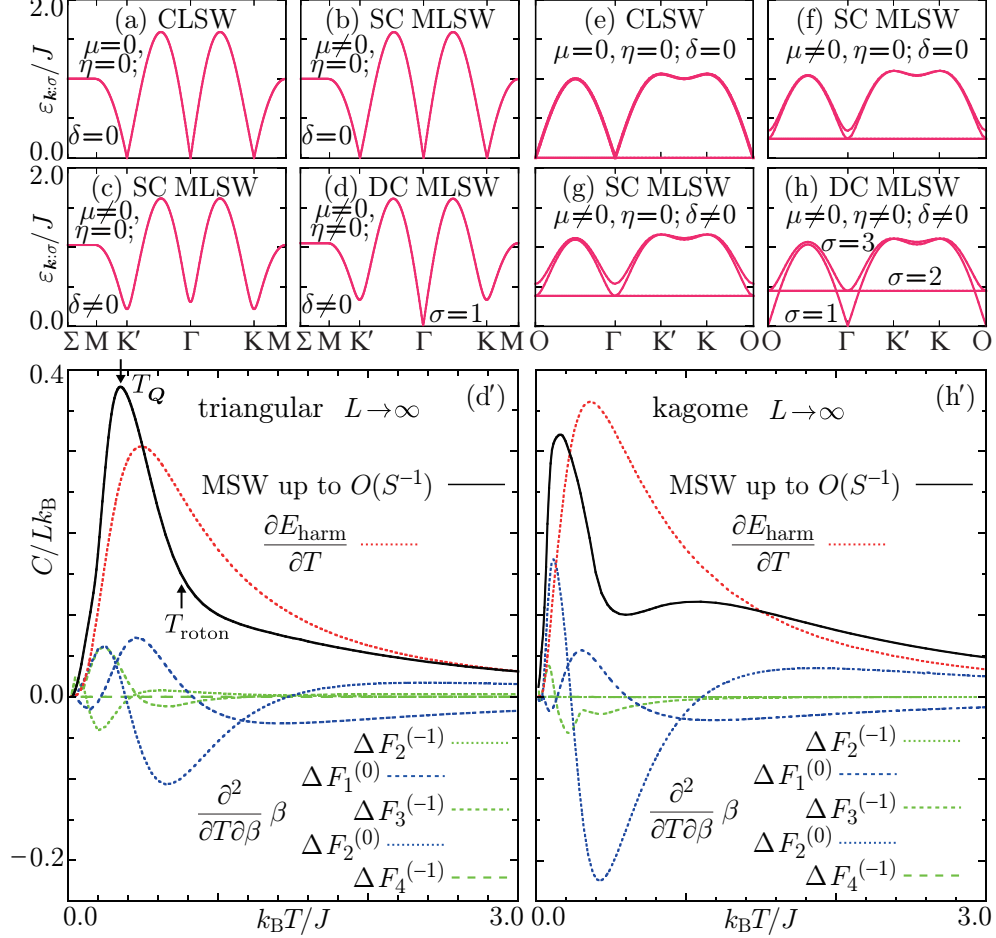 (a) CLSW
μ=0,
η=0;
δ=0
(b) SC MLSW
μ≠0,
η=0;
δ=0
(e) CLSW
μ=0, η=0; δ=0
(f) SC MLSW
μ≠0, η=0; δ=0
2.0
ε_{k:σ}/J
0.0
(c) SC MLSW
μ≠0,
η=0;
δ≠0
(d) DC MLSW
μ≠0,
η=0;
δ≠0
σ=1
(g) SC MLSW
μ≠0, η=0; δ≠0
(h) DC MLSW
μ≠0, η≠0; δ≠0
σ=3
σ=2
σ=1
2.0
ε_{k:σ}/J
0.0
Σ M K′ Γ K M
Σ M K′ Γ K M
O Γ K′ K O
O Γ K′ K O
0.4
C/Lk_B
0.0
−0.2
T_Q
triangular L→∞
(d′)
MSW up to O(S^{-1})
∂E_harm
∂T
T_roton
ΔF_2^{(-1)}
ΔF_1^{(0)}
∂^2
∂T∂β
β
ΔF_3^{(-1)}
ΔF_2^{(0)}
ΔF_4^{(-1)}
0.0
k_BT/J
3.0
kagome L→∞
(h′)
MSW up to O(S^{-1})
∂E_harm
∂T
ΔF_2^{(-1)}
ΔF_1^{(0)}
∂^2
∂T∂β
β
ΔF_3^{(-1)}
ΔF_2^{(0)}
ΔF_4^{(-1)}
0.0
k_BT/J
3.0